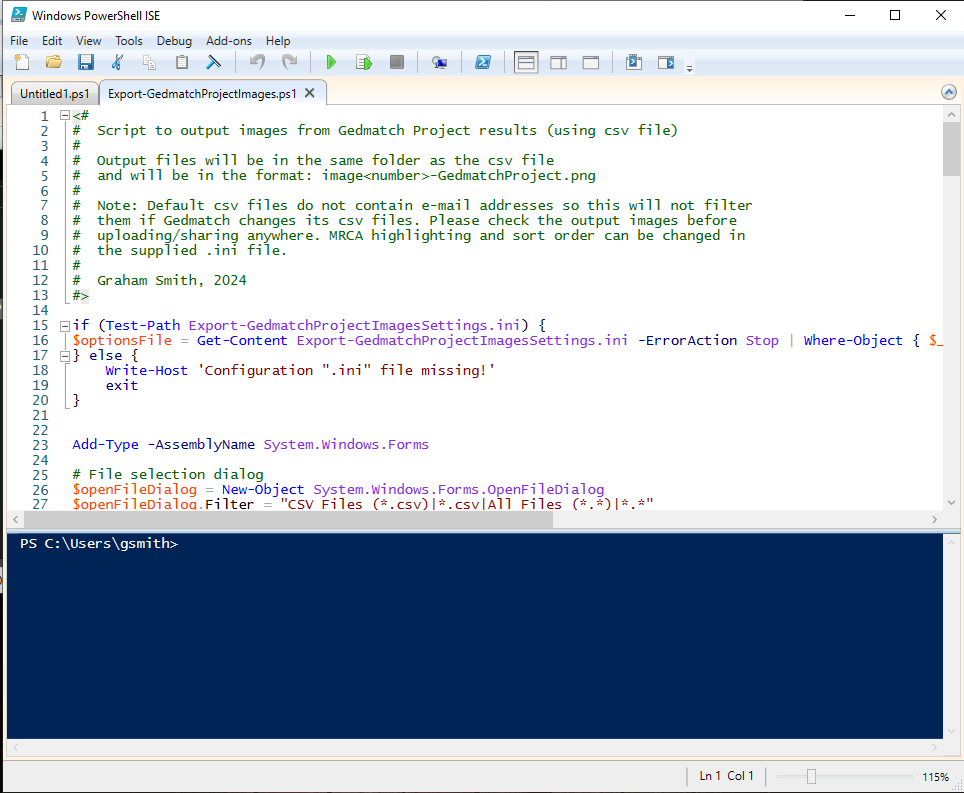 Windows PowerShell ISE
File Edit View Tools Debug Add-ons Help
Untitled1.ps1 Export-GedmatchProjectImages.ps1
1 <#
2 #  Script to output images from Gedmatch Project results (using csv file)
3 #
4 #  Output files will be in the same folder as the csv file
5 #  and will be in the format: image<number>-GedmatchProject.png
6 #
7 #  Note: Default csv files do not contain e-mail addresses so this will not filter
8 #  them if Gedmatch changes its csv files. Please check the output images before
9 #  uploading/sharing anywhere. MRCA highlighting and sort order can be changed in
10 #  the supplied .ini file.
11 #
12 #  Graham Smith, 2024
13 #>
14
15 if (Test-Path Export-GedmatchProjectImagesSettings.ini) {
16 $optionsFile = Get-Content Export-GedmatchProjectImagesSettings.ini -ErrorAction Stop | Where-Object { $_
17 } else {
18     Write-Host 'Configuration ".ini" file missing!'
19     exit
20 }
21
22
23 Add-Type -AssemblyName System.Windows.Forms
24
25 # File selection dialog
26 $openFileDialog = New-Object System.Windows.Forms.OpenFileDialog
27 $openFileDialog.Filter = "CSV Files (*.csv)|*.csv|All Files (*.*)|*.*"
PS C:\Users\gsmith>
Ln 1 Col 1 115%